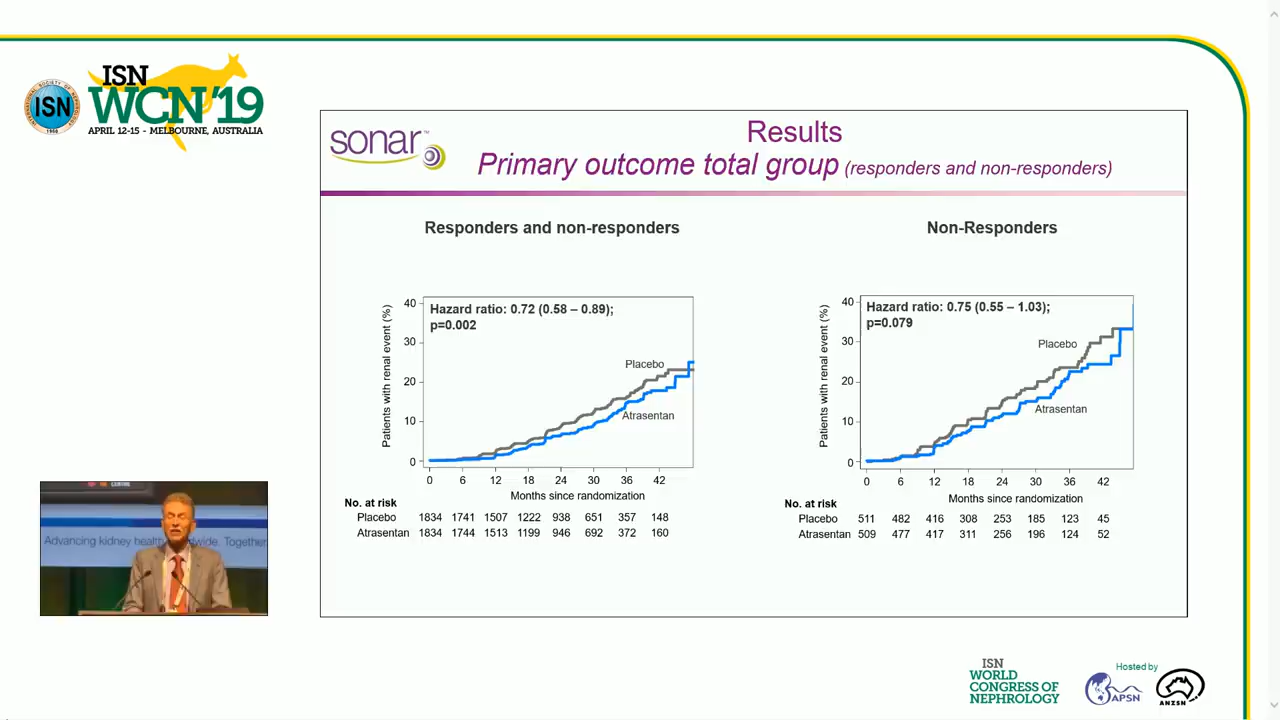 ISN
WCN'19
APRIL 12-15 - MELBOURNE, AUSTRALIA
ISN
sonar™
Results
Primary outcome total group (responders and non-responders)
Responders and non-responders
Hazard ratio: 0.72 (0.58 – 0.89);
p=0.002
Patients with renal event (%)
40
30
20
10
0
Placebo
Atrasentan
0 6 12 18 24 30 36 42
Months since randomization
No. at risk
Placebo 1834 1741 1507 1222 938 651 357 148
Atrasentan 1834 1744 1513 1199 946 692 372 160
Non-Responders
Hazard ratio: 0.75 (0.55 – 1.03);
p=0.079
Patients with renal event (%)
40
30
20
10
0
Placebo
Atrasentan
0 6 12 18 24 30 36 42
Months since randomization
No. at risk
Placebo 511 482 416 308 253 185 123 45
Atrasentan 509 477 417 311 256 196 124 52
Advancing kidney health worldwide. Together
ISN
WORLD
CONGRESS OF
NEPHROLOGY
Hosted by
APSN
ANZSN